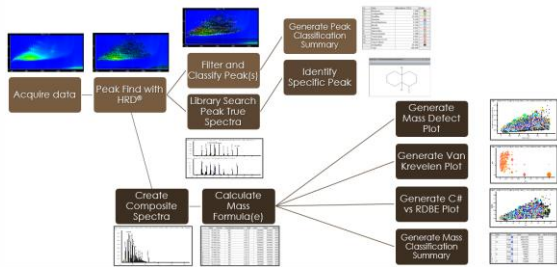 Generate Peak
Classification
Summary
Filter and
Classify Peak(s)
Identify
Specific Peak
Acquire data
Peak Find with
HRD®
Library Search
Peak True
Spectra
Generate
Mass Defect
Plot
Generate Van
Krevelen Plot
Create
Composite
Spectra
Calculate
Mass
Formula(e)
Generate C#
vs RDBE Plot
Generate Mass
Classification
Summary